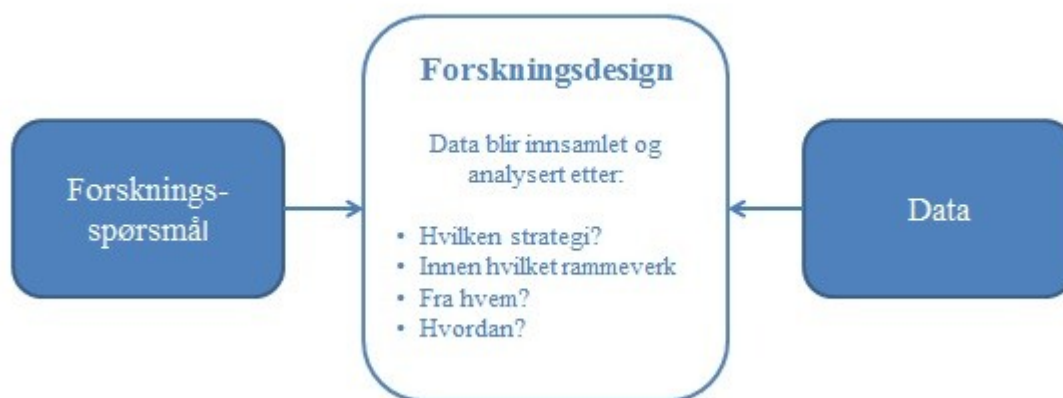 Forsknings-
spørsmål
Forskningsdesign
Data blir innsamlet og
analysert etter:
• Hvilken strategi?
• Innen hvilket rammeverk
• Fra hvem?
• Hvordan?
Data